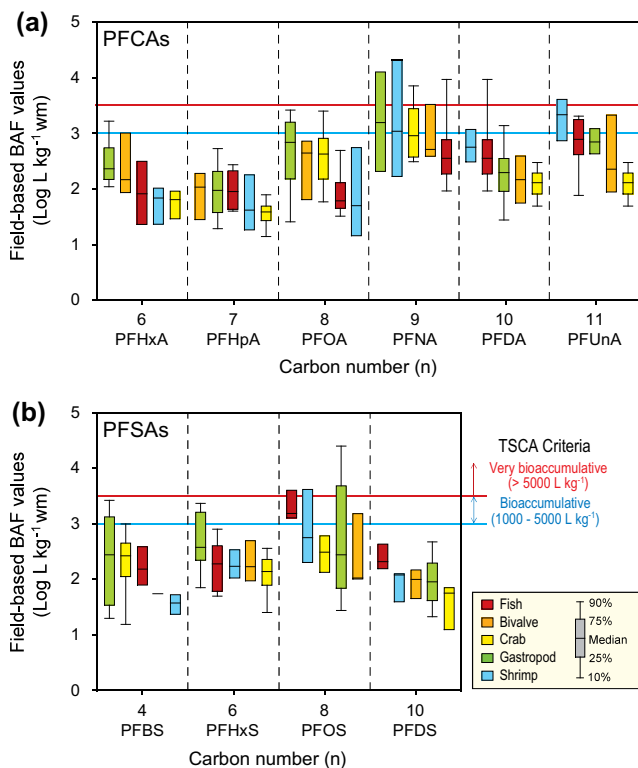 (a)
PFCAs
Field-based BAF values
(Log L kg⁻¹ wm)
5
4
3
2
1
0
6
7
8
9
10
11
PFHxA
PFHpA
PFOA
PFNA
PFDA
PFUnA
Carbon number (n)
(b)
PFSAs
Field-based BAF values
(Log L kg⁻¹ wm)
5
4
3
2
1
0
4
6
8
10
PFBS
PFHxS
PFOS
PFDS
Carbon number (n)
TSCA Criteria
Very bioaccumulative
(> 5000 L kg⁻¹)
Bioaccumulative
(1000 - 5000 L kg⁻¹)
Fish
Bivalve
Crab
Gastropod
Shrimp
90%
75%
Median
25%
10%